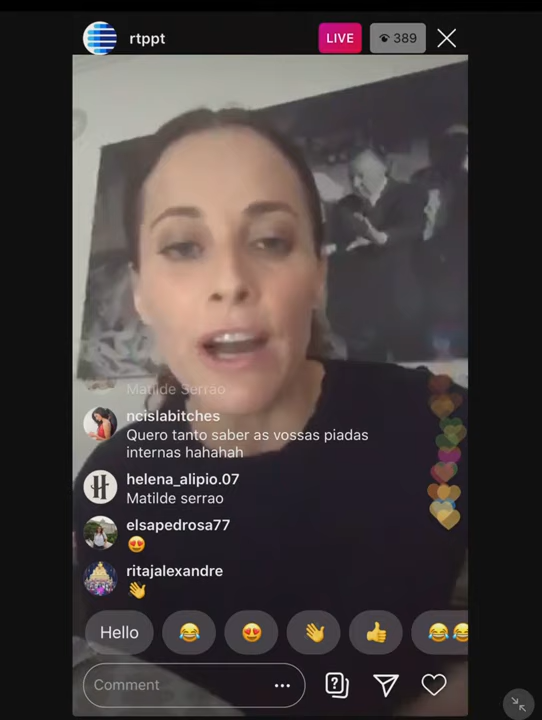 rtppt
LIVE
389
Matilde Serrao
ncislabitches
Quero tanto saber as vossas piadas
internas hahahah
helena_alipio.07
Matilde serrao
elsapedrosa77
😍
ritajalexandre
👋
Hello
Comment